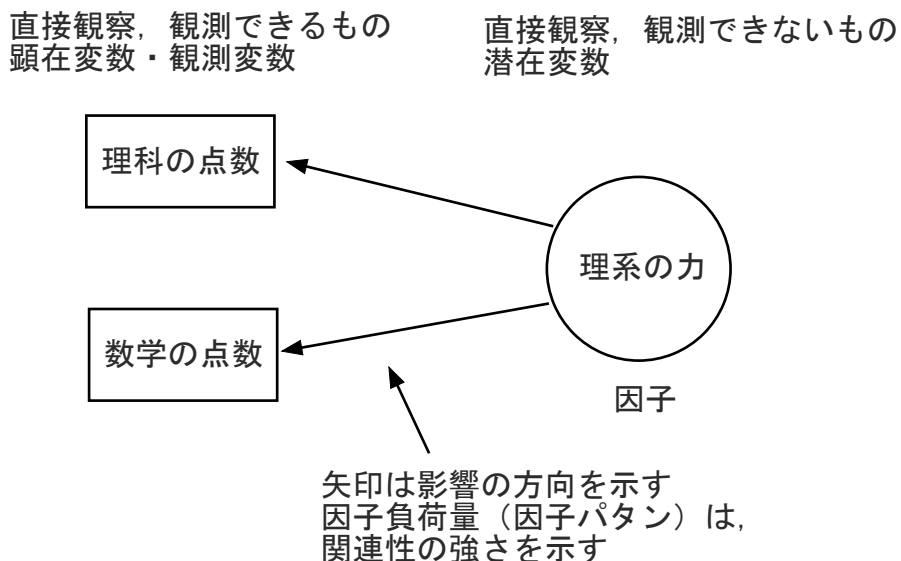 直接観察，観測できるもの
顕在変数・観測変数
直接観察，観測できないもの
潜在変数
理科の点数
理系の力
数学の点数
因子
矢印は影響の方向を示す
因子負荷量（因子パタン）は，
関連性の強さを示す